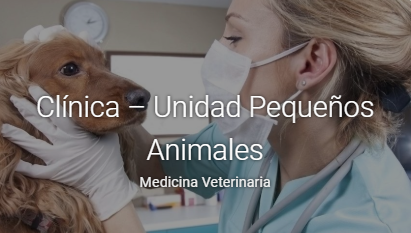 Clínica – Unidad Pequeños
Animales
Medicina Veterinaria